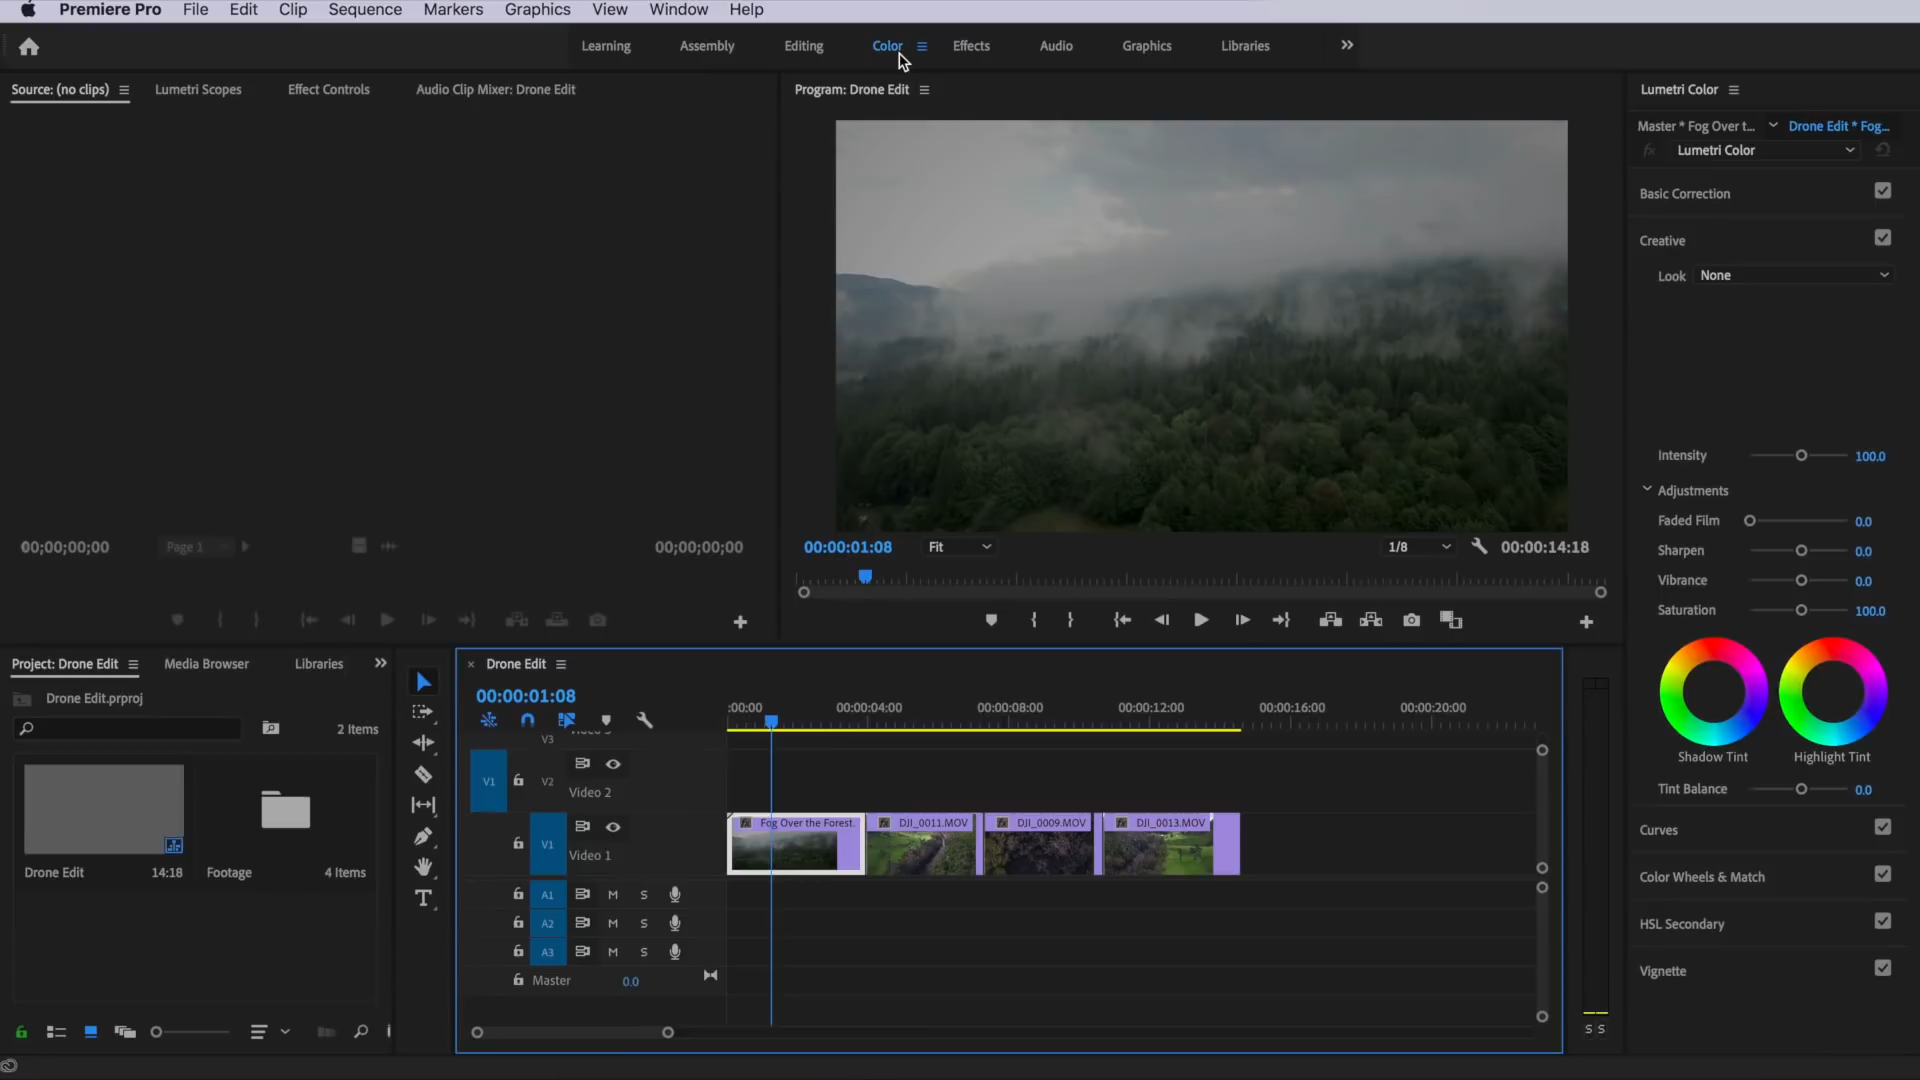 Premiere Pro File Edit Clip Sequence Markers Graphics View Window Help
Learning Assembly Editing Color Effects Audio Graphics Libraries
Source: (no clips) Lumetri Scopes Effect Controls Audio Clip Mixer: Drone Edit
Program: Drone Edit
Lumetri Color
Master * Fog Over t... Drone Edit * Fog...
fx Lumetri Color
Basic Correction
Creative
Look None
Intensity 100.0
Adjustments
Faded Film 0.0
Sharpen 0.0
Vibrance 0.0
Saturation 100.0
Shadow Tint Highlight Tint
Tint Balance 0.0
Curves
Color Wheels & Match
HSL Secondary
Vignette
00;00;00;00 Page 1 00;00;00;00
00:00:01:08 Fit 1/8 00:00:14:18
Project: Drone Edit Media Browser Libraries
Drone Edit.prproj
2 Items
Drone Edit 14:18 Footage 4 Items
Drone Edit
00:00:01:08
:00:00 00:00:04:00 00:00:08:00 00:00:12:00 00:00:16:00 00:00:20:00
V3
V1 V2
Video 2
fx Fog Over the Forest. fx DJI_0011.MOV fx DJI_0009.MOV fx DJI_0013.MOV
V1
Video 1
A1 M S
A2 M S
A3 M S
Master 0.0
S S